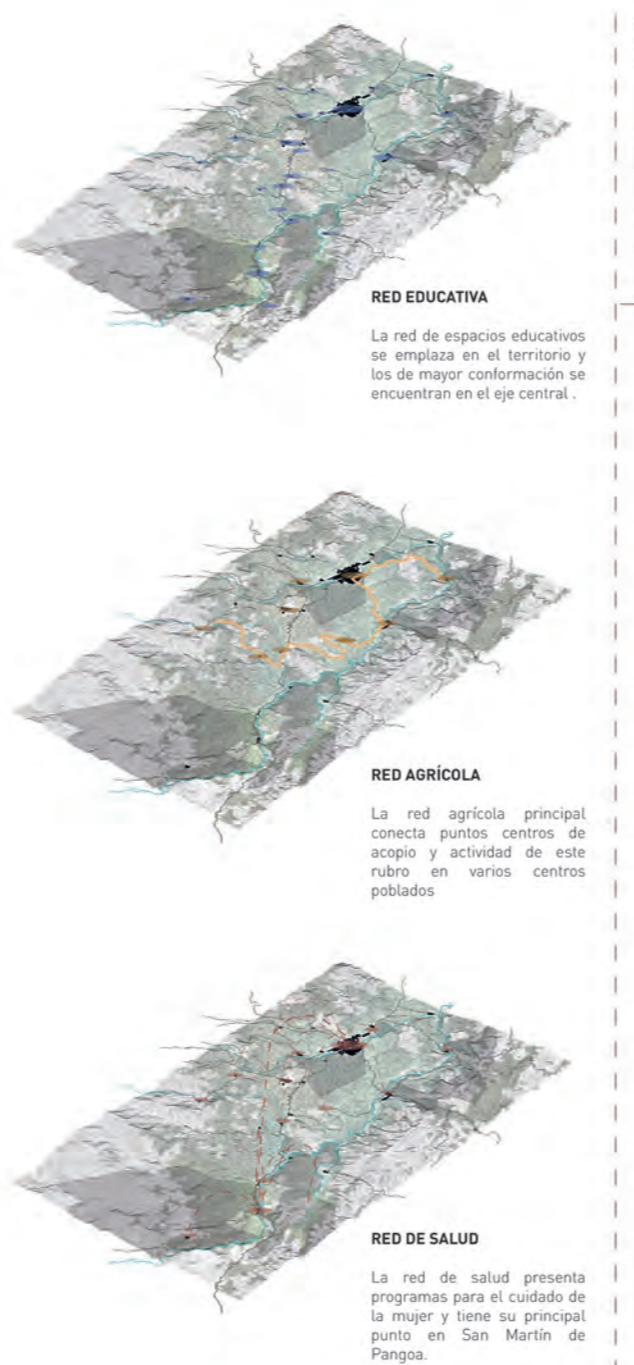 RED EDUCATIVA
La red de espacios educativos
se emplaza en el territorio y
los de mayor conformación se
encuentran en el eje central .
RED AGRÍCOLA
La red agrícola principal
conecta puntos centros de
acopio y actividad de este
rubro en varios centros
poblados
RED DE SALUD
La red de salud presenta
programas para el cuidado de
la mujer y tiene su principal
punto en San Martín de
Pangoa.